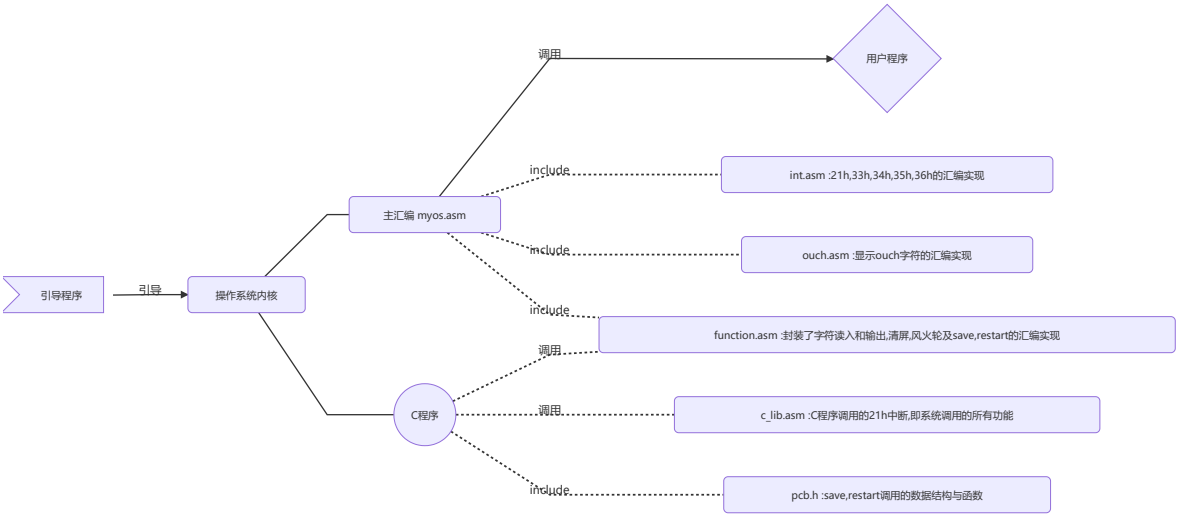 调用
用户程序
include
int.asm :21h,33h,34h,35h,36h的汇编实现
主汇编 myos.asm
include
ouch.asm :显示ouch字符的汇编实现
引导程序
引导
操作系统内核
include
function.asm :封装了字符读入和输出,清屏,风火轮及save,restart的汇编实现
调用
C程序
调用
c_lib.asm :C程序调用的21h中断,即系统调用的所有功能
include
pcb.h :save,restart调用的数据结构与函数